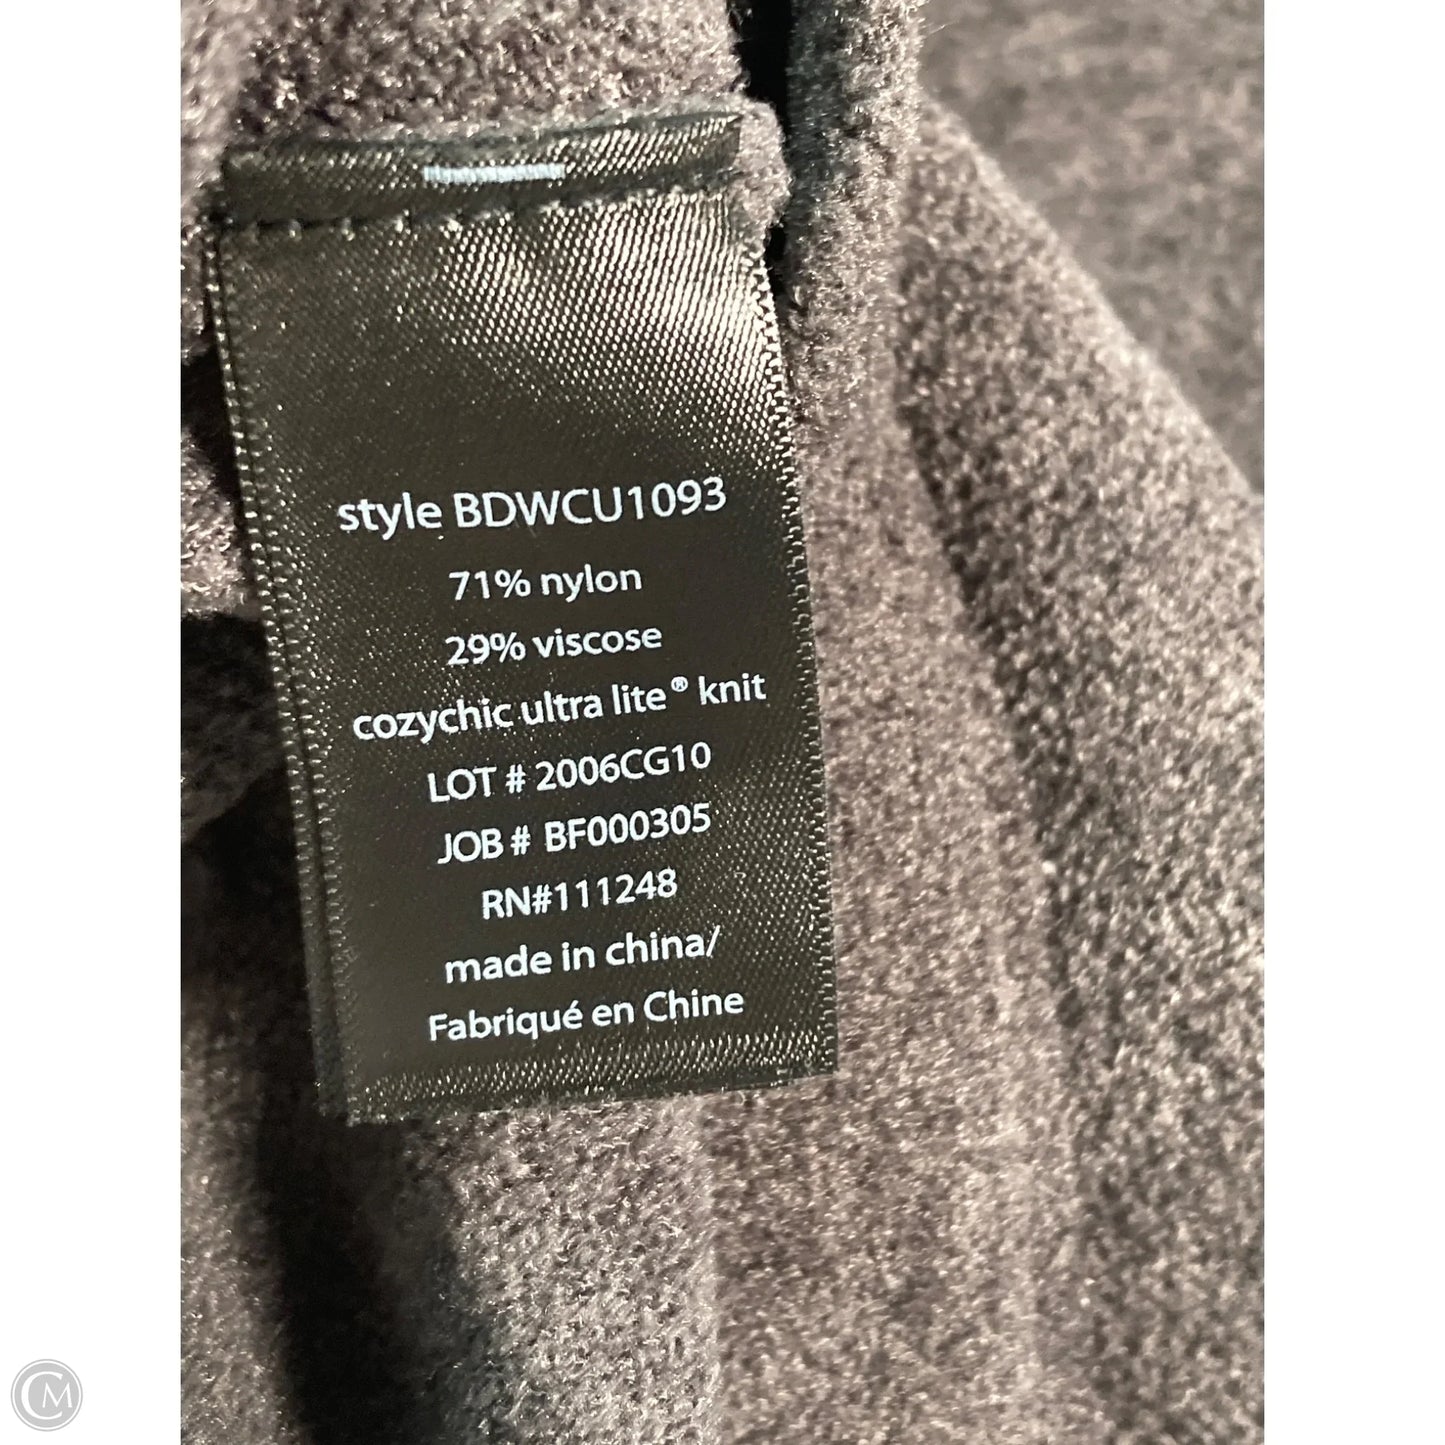 style BDWCU1093
71% nylon
29% viscose
cozychic ultra lite® knit
LOT # 2006CG10
JOB # BF000305
RN#111248
made in china/
Fabriqué en Chine
CM